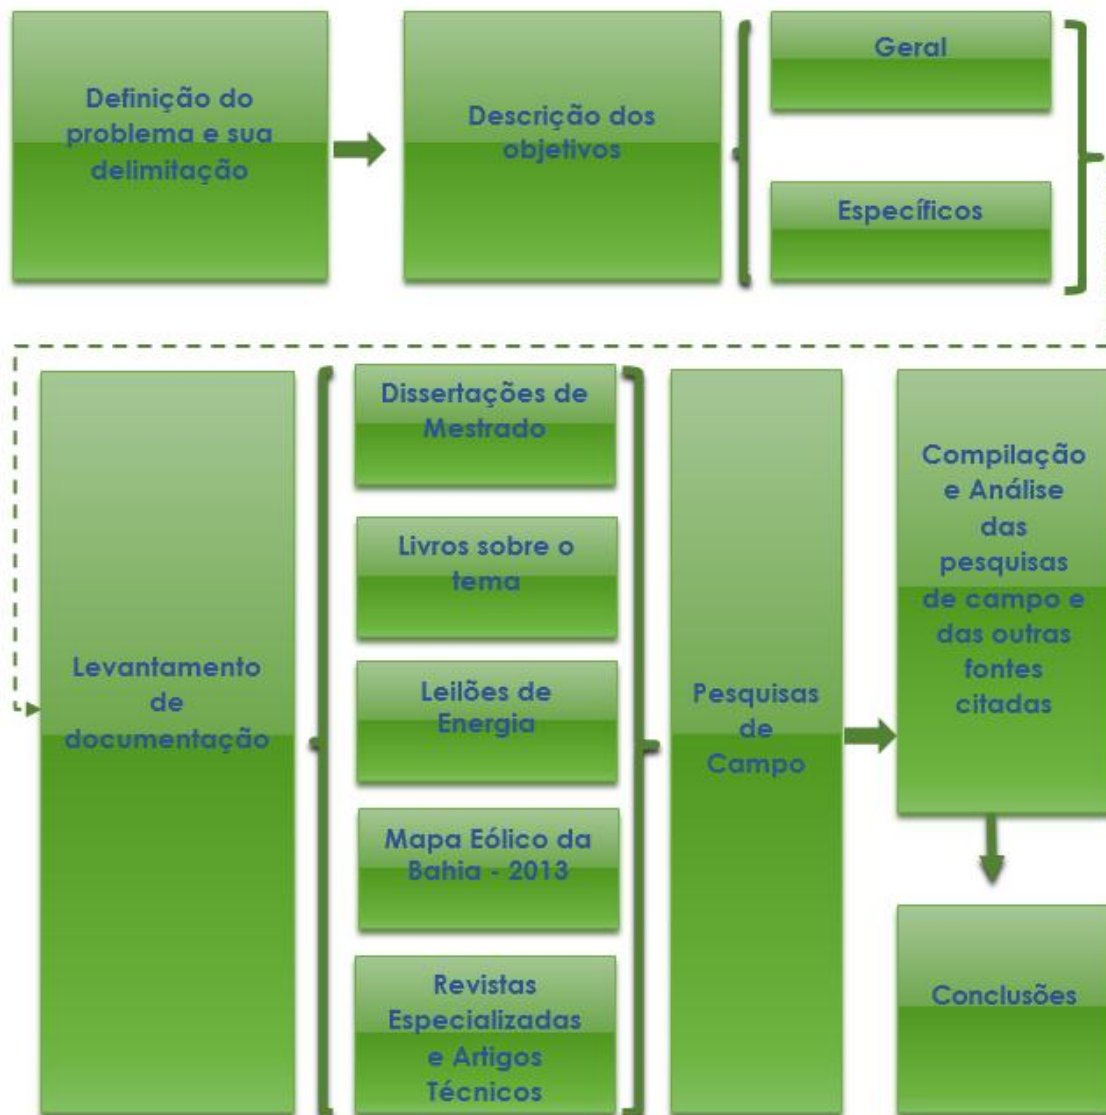 Definição do
problema e sua
delimitação
Descrição dos
objetivos
Geral
Específicos
Levantamento
de
documentação
Dissertações de
Mestrado
Livros sobre o
tema
Leilões de
Energia
Mapa Eólico da
Bahia - 2013
Revistas
Especializadas
e Artigos
Técnicos
Pesquisas
de
Campo
Compilação
e Análise
das
pesquisas
de campo e
das outras
fontes
citadas
Conclusões